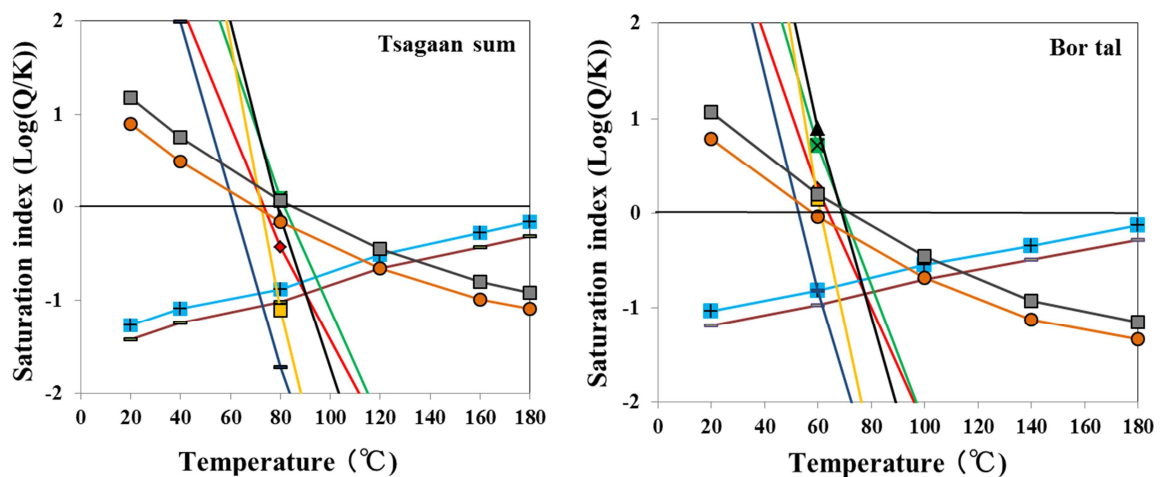 Saturation index (Log(Q/K))
2
1
0
-1
-2
Tsagaan sum
0 20 40 60 80 100 120 140 160 180
Temperature (℃)
Saturation index (Log(Q/K))
2
1
0
-1
-2
Bor tal
0 20 40 60 80 100 120 140 160 180
Temperature (℃)